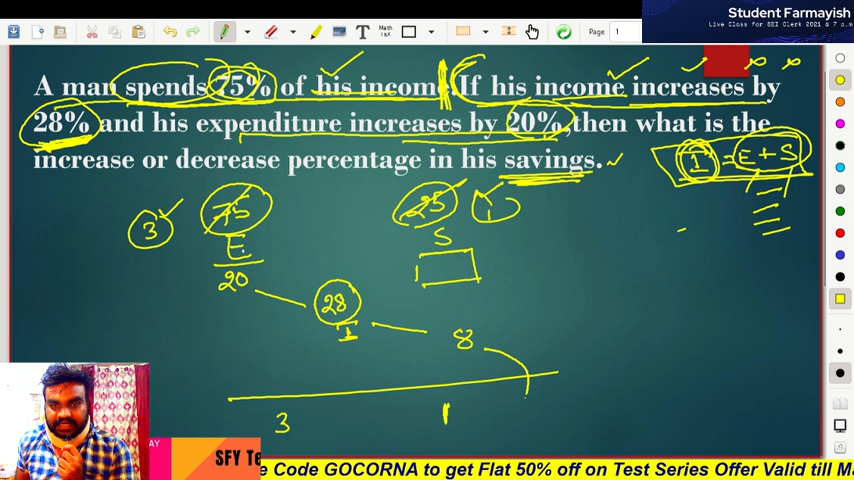 Student Farmayish
Live Class for SSC Clerk 2021 @ 7 a.m
Math
Page
1
A man spends 75% of his income. If his income increases by
28% and his expenditure increases by 20%, then what is the
increase or decrease percentage in his savings.
1 = E + S
3
75
25
1
E
S
20
28
I
8
3
1
AY
SFY Te
e Code GOCORNA to get Flat 50% off on Test Series Offer Valid till Ma